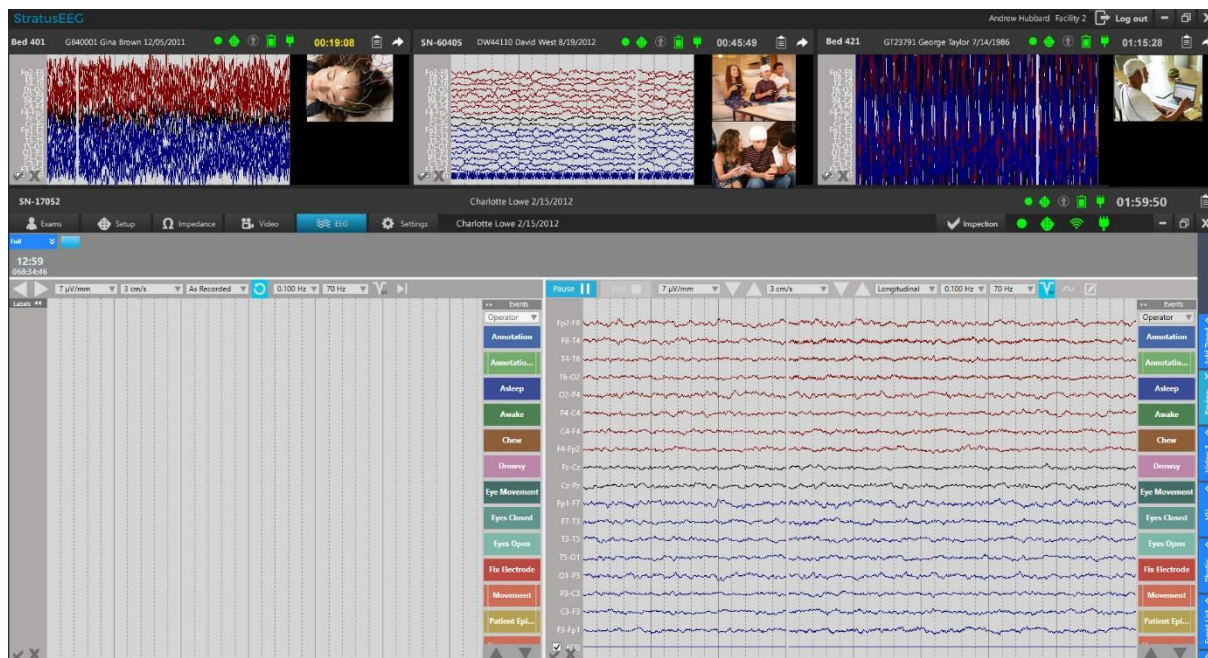 StratusEEG
Andrew Hubbard Facility 2 Log out
Bed 401 GB40001 Gina Brown 12/05/2011 00:19:08
SN-60405 DW44110 David West 8/19/2012 00:45:49
Bed 421 GT23791 George Taylor 7/14/1986 01:15:28
SN-17052 Charlotte Lowe 2/15/2012 01:59:50
Exams Setup Impedance Video EEG Settings Charlotte Lowe 2/15/2012 Inspection
Full
12:59
068:34:46
7 µV/mm 3 cm/s As Recorded 0.100 Hz 70 Hz
Labels
Events
Operator
Annotation
Annotatio...
Asleep
Awake
Chew
Drowsy
Eye Movement
Eyes Closed
Eyes Open
Fix Electrode
Movement
Patient Epi...
Pause End 7 µV/mm 3 cm/s Longitudinal 0.100 Hz 70 Hz
Fp2-F8
F8-T4
T4-T6
T6-O2
O2-P4
P4-C4
C4-F4
F4-Fp2
Fz-Cz
Cz-Pz
Fp1-F7
F7-T3
T3-T5
T5-O1
O1-P3
P3-C3
C3-F3
F3-Fp1
Events
Operator
Annotation
Annotatio...
Asleep
Awake
Chew
Drowsy
Eye Movement
Eyes Closed
Eyes Open
Fix Electrode
Movement
Patient Epi...